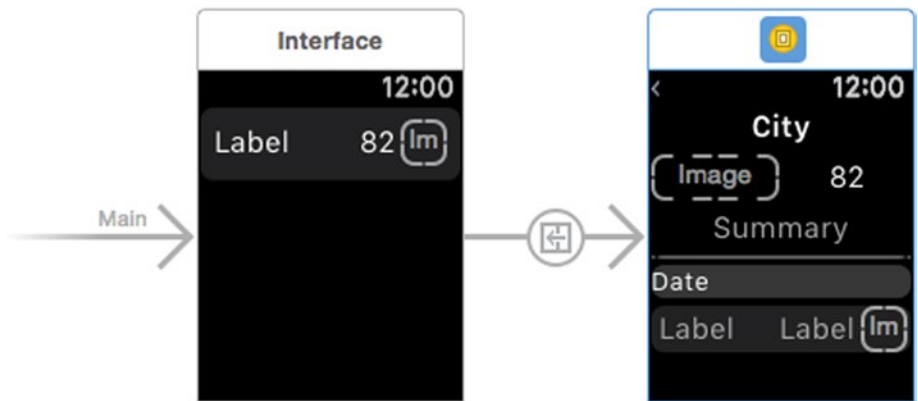 Main
Interface
12:00
Label 82 Im
< 12:00
City
Image 82
Summary
Date
Label Label Im